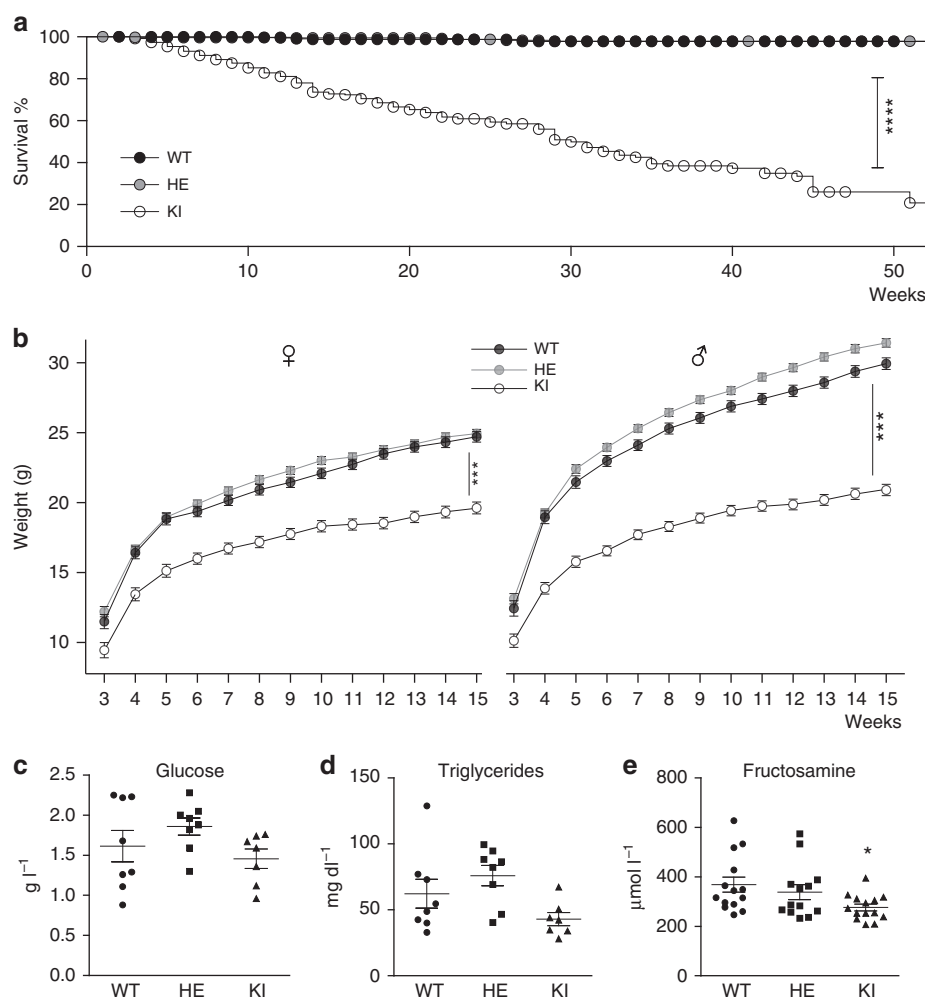 a
Survival %
100
80
60
40
20
0
WT
HE
KI
****
0 10 20 30 40 50
Weeks
b
♀ ♂
WT
HE
KI
Weight (g)
30
25
20
15
10
*** ***
3 4 5 6 7 8 9 10 11 12 13 14 15 3 4 5 6 7 8 9 10 11 12 13 14 15
Weeks
c Glucose
g l⁻¹
2.5
2.0
1.5
1.0
0.5
0.0
WT HE KI
d Triglycerides
mg dl⁻¹
150
100
50
0
WT HE KI
e Fructosamine
μmol l⁻¹
800
600
400
200
0
*
WT HE KI